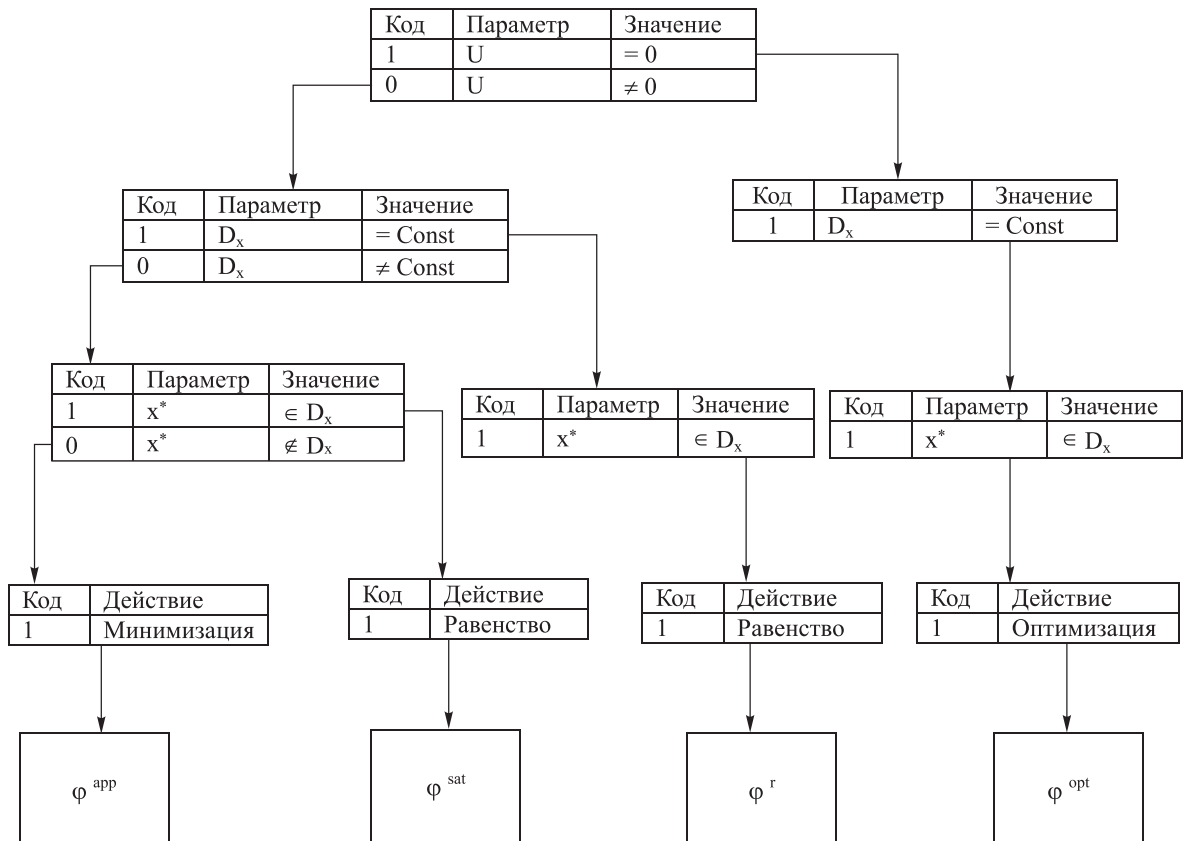 Код Параметр Значение
1 U = 0
0 U ≠ 0
Код Параметр Значение
1 Dx = Const
0 Dx ≠ Const
Код Параметр Значение
1 Dx = Const
Код Параметр Значение
1 x* ∈ Dx
0 x* ∉ Dx
Код Параметр Значение
1 x* ∈ Dx
Код Параметр Значение
1 x* ∈ Dx
Код Действие
1 Минимизация
Код Действие
1 Равенство
Код Действие
1 Равенство
Код Действие
1 Оптимизация
φ app
φ sat
φ r
φ opt